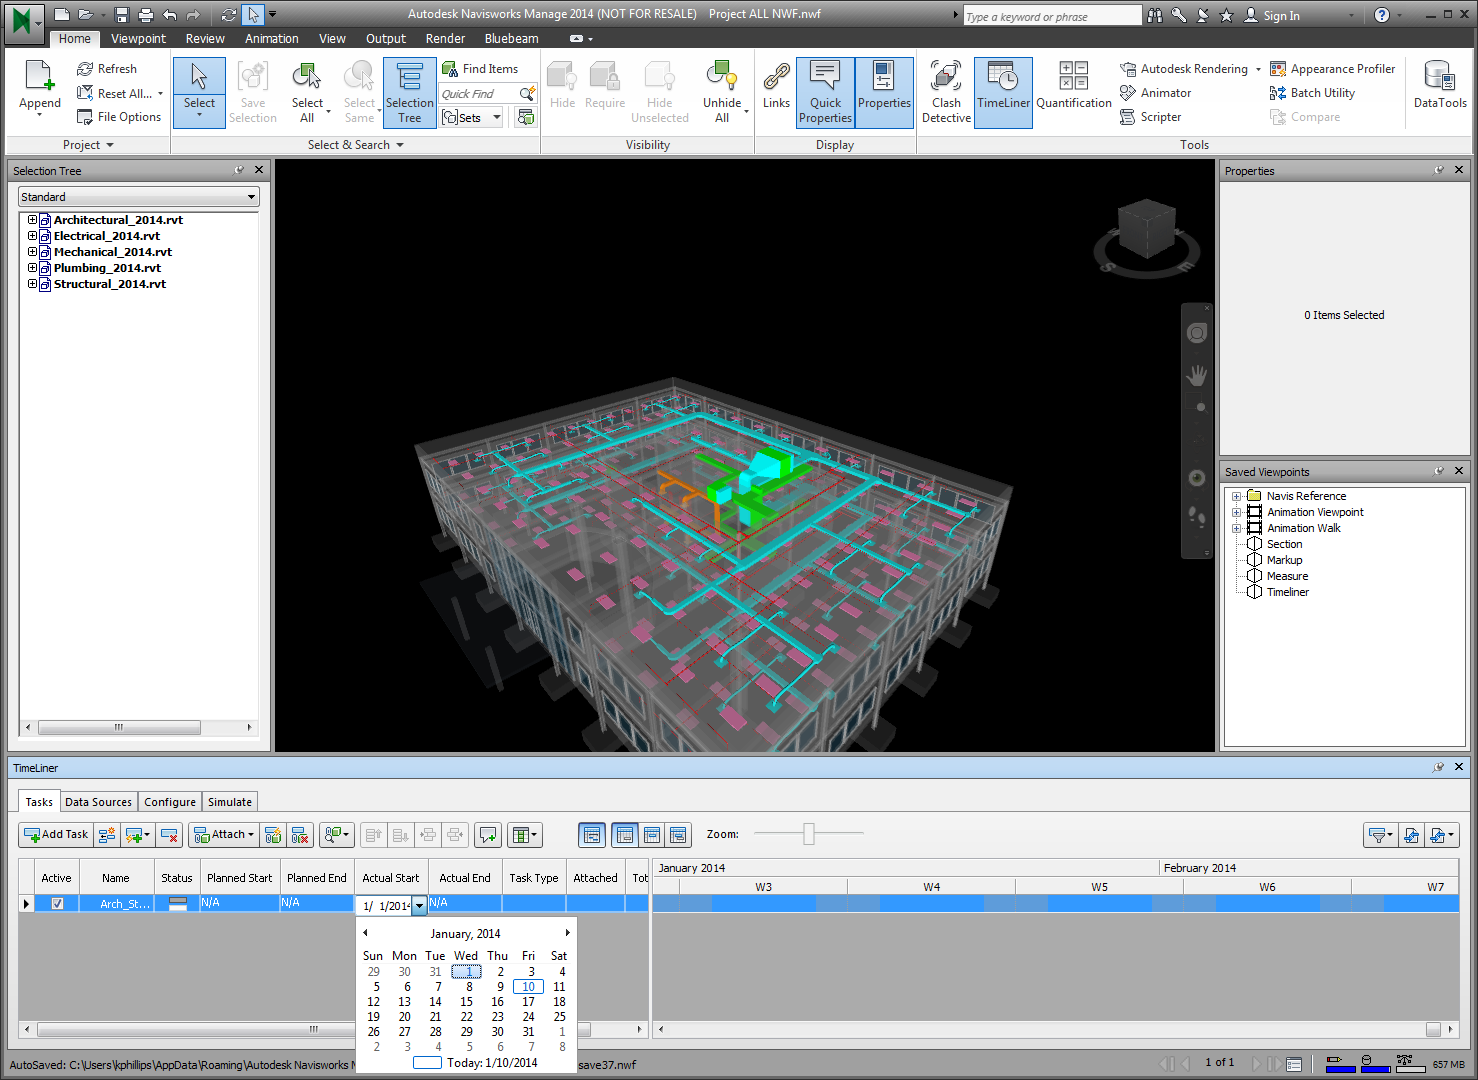 Autodesk Navisworks Manage 2014 (NOT FOR RESALE) Project ALL NWF.nwf
Type a keyword or phrase
Sign In
Home Viewpoint Review Animation View Output Render Bluebeam
Append
Refresh
Reset All...
File Options
Project
Select
Save Selection
Select All
Select Same
Selection Tree
Find Items
Quick Find
Sets
Select & Search
Hide
Require
Hide Unselected
Unhide All
Visibility
Links
Quick Properties
Properties
Display
Clash Detective
TimeLiner
Quantification
Autodesk Rendering
Animator
Scripter
Appearance Profiler
Batch Utility
Compare
Tools
DataTools
Selection Tree
Standard
Architectural_2014.rvt
Electrical_2014.rvt
Mechanical_2014.rvt
Plumbing_2014.rvt
Structural_2014.rvt
S E
Properties
0 Items Selected
Saved Viewpoints
Navis Reference
Animation Viewpoint
Animation Walk
Section
Markup
Measure
Timeliner
TimeLiner
Tasks Data Sources Configure Simulate
Add Task Attach Zoom:
Active Name Status Planned Start Planned End Actual Start Actual End Task Type Attached Tot
January 2014 February 2014
W3 W4 W5 W6 W7
Arch_St... N/A N/A 1/ 1/2014 N/A
January, 2014
Sun Mon Tue Wed Thu Fri Sat
29 30 31 1 2 3 4
5 6 7 8 9 10 11
12 13 14 15 16 17 18
19 20 21 22 23 24 25
26 27 28 29 30 31 1
2 3 4 5 6 7 8
Today: 1/10/2014
AutoSaved: C:\Users\kphillips\AppData\Roaming\Autodesk Navisworks save37.nwf
1 of 1
657 MB